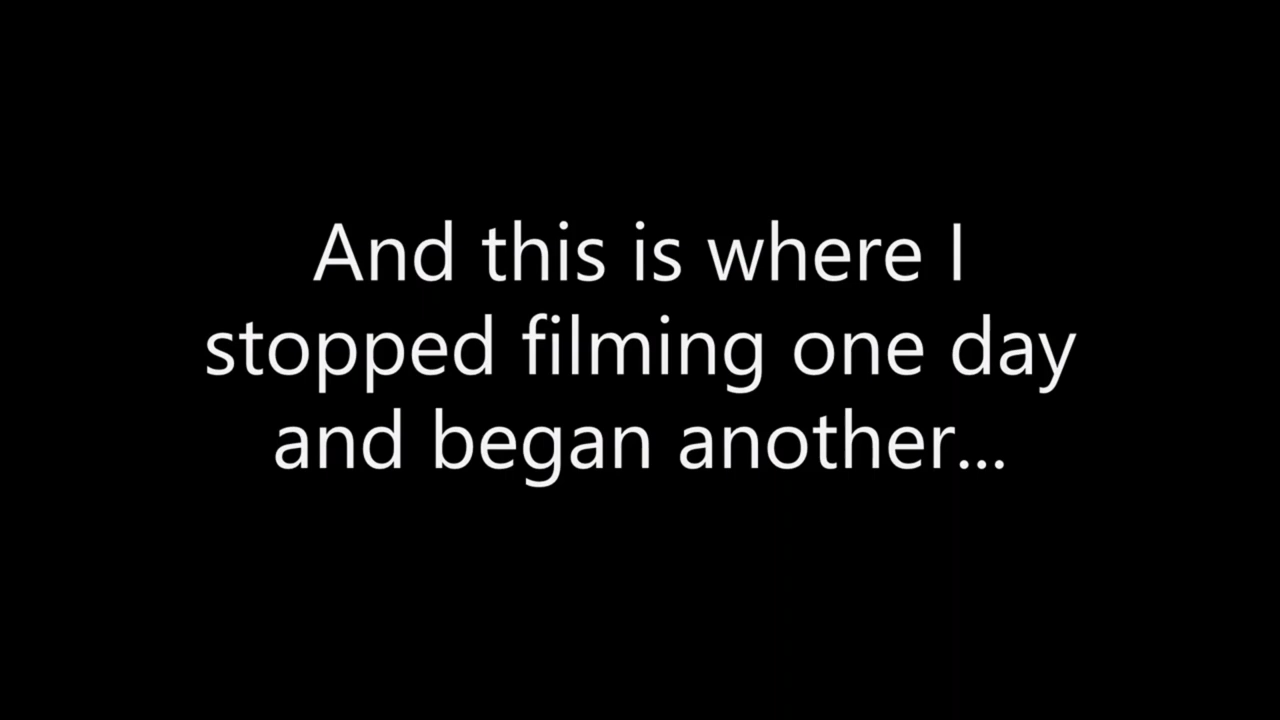 And this is where I
stopped filming one day
and began another...